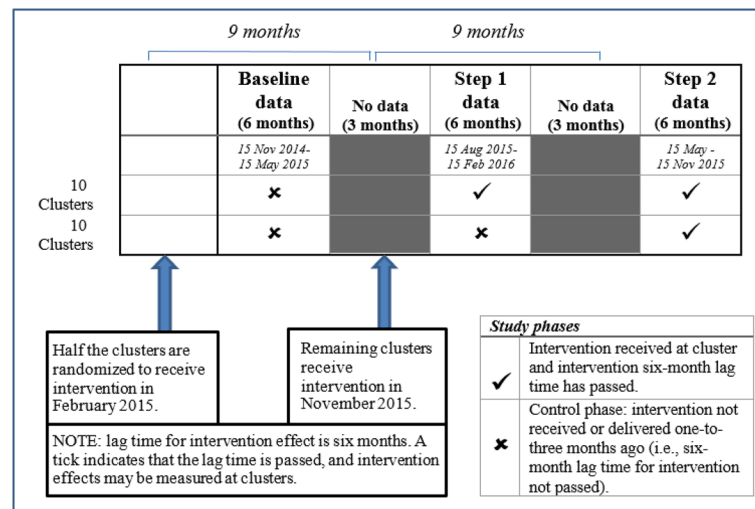 9 months 9 months
Baseline data (6 months) No data (3 months) Step 1 data (6 months) No data (3 months) Step 2 data (6 months)
15 Nov 2014- 15 May 2015 15 Aug 2015- 15 Feb 2016 15 May - 15 Nov 2015
10 Clusters ✘ ✓ ✓
10 Clusters ✘ ✘ ✓
Half the clusters are
randomized to receive
intervention in
February 2015.
Remaining clusters
receive
intervention in
November 2015.
NOTE: lag time for intervention effect is six months. A
tick indicates that the lag time is passed, and intervention
effects may be measured at clusters.
Study phases
✓ Intervention received at cluster
and intervention six-month lag
time has passed.
✘ Control phase: intervention not
received or delivered one-to-
three months ago (i.e., six-
month lag time for intervention
not passed).